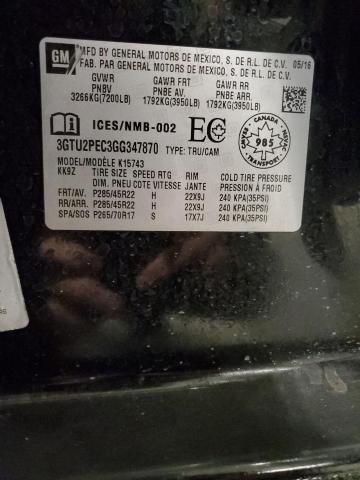 GM
MFD BY GENERAL MOTORS DE MEXICO, S. DE R.L. DE C.V. 05/16
FAB. PAR GENERAL MOTORS DE MEXICO, S. DE R.L. DE C.V.
GVWR GAWR FRT GAWR RR
PNBV PNBE AV. PNBE ARR.
3266KG(7200LB) 1792KG(3950LB) 1792KG(3950LB)
ICES/NMB-002 EC CANADA 985
3GTU2PEC3GG347870 TYPE: TRU/CAM
MODEL/MODÈLE K15743
KK9Z TIRE SIZE SPEED RTG RIM COLD TIRE PRESSURE
DIM. PNEU COTE VITESSE JANTE PRESSION À FROID
FRT/AV. P285/45R22 H 22X9J 240 KPA(35PSI)
RR/ARR. P285/45R22 H 22X9J 240 KPA(35PSI)
SPA/SOS P265/70R17 S 17X7J 240 KPA(35PSI)